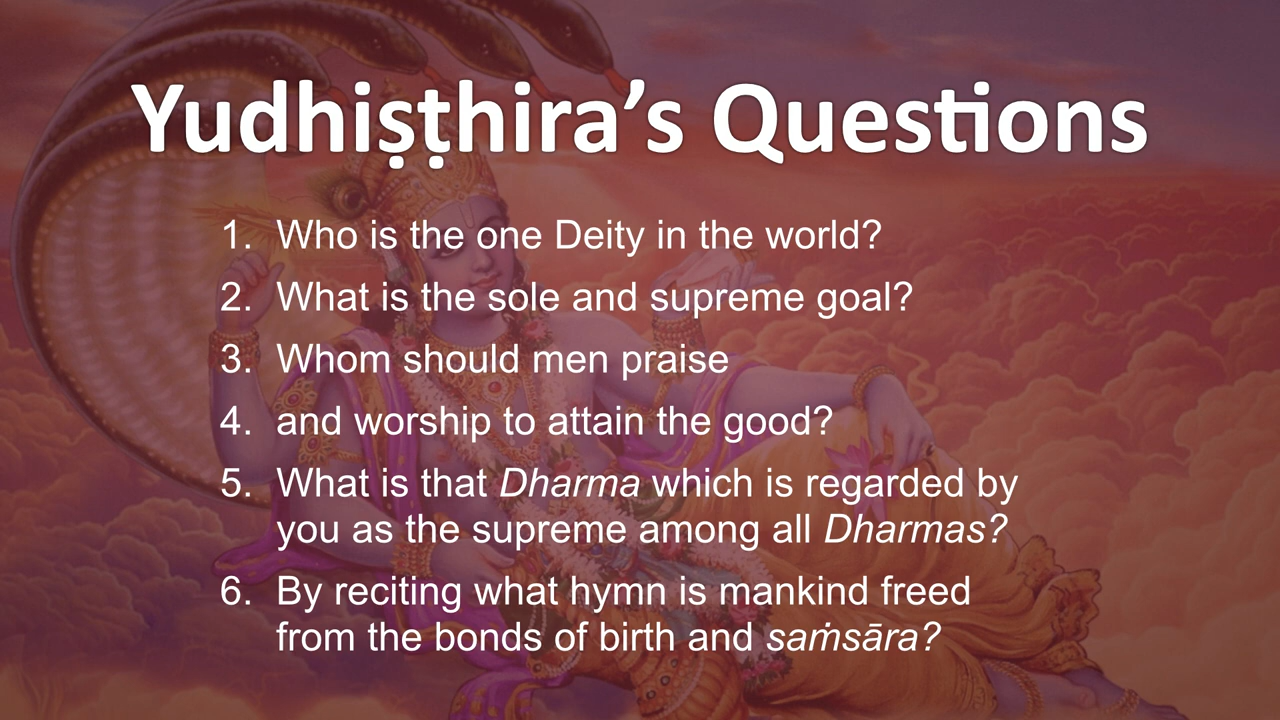 Yudhiṣṭhira’s Questions
1. Who is the one Deity in the world?
2. What is the sole and supreme goal?
3. Whom should men praise
4. and worship to attain the good?
5. What is that Dharma which is regarded by
you as the supreme among all Dharmas?
6. By reciting what hymn is mankind freed
from the bonds of birth and saṁsāra?